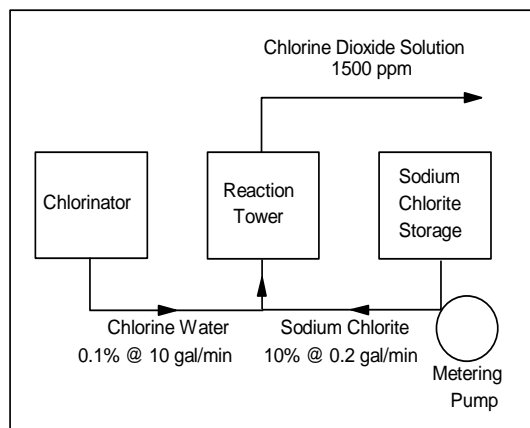 Chlorine Dioxide Solution
1500 ppm
Chlorinator
Reaction
Tower
Sodium
Chlorite
Storage
Chlorine Water
0.1% @ 10 gal/min
Sodium Chlorite
10% @ 0.2 gal/min
Metering
Pump